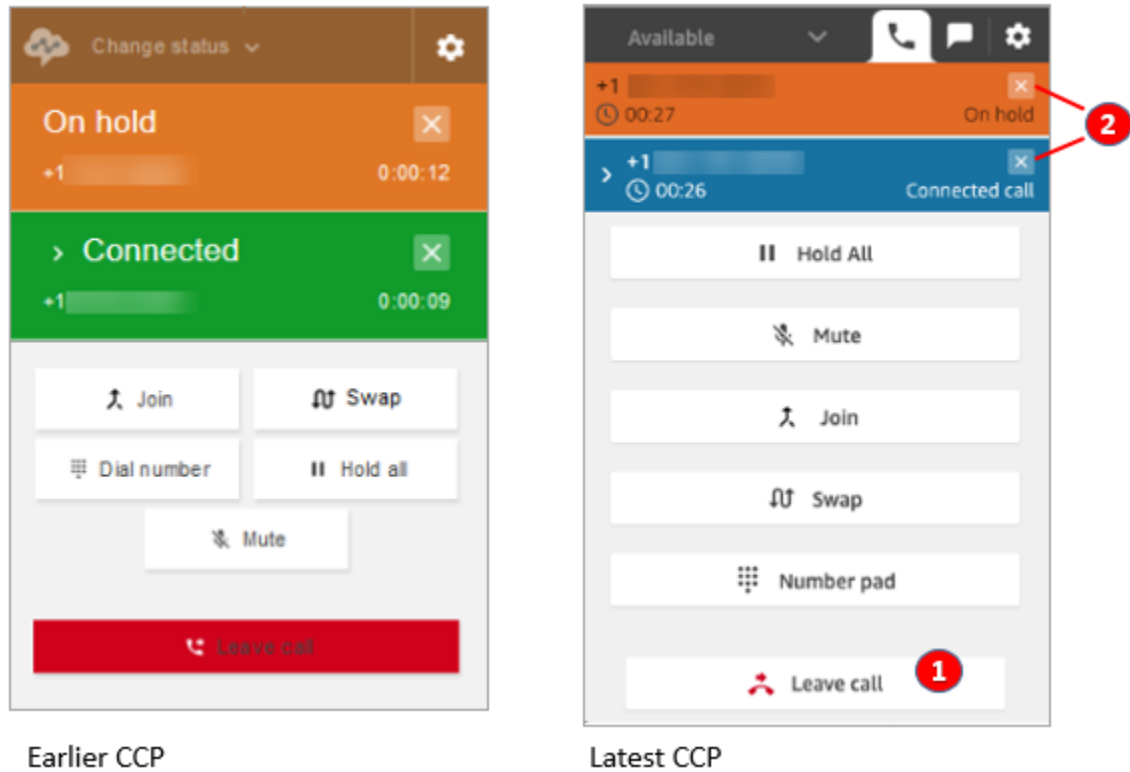 Change status
On hold
+1
0:00:12
Connected
+1
0:00:09
Join
Swap
Dial number
Hold all
Mute
Leave call
Earlier CCP
Available
+1
00:27
On hold
2
+1
00:26
Connected call
Hold All
Mute
Join
Swap
Number pad
Leave call
1
Latest CCP